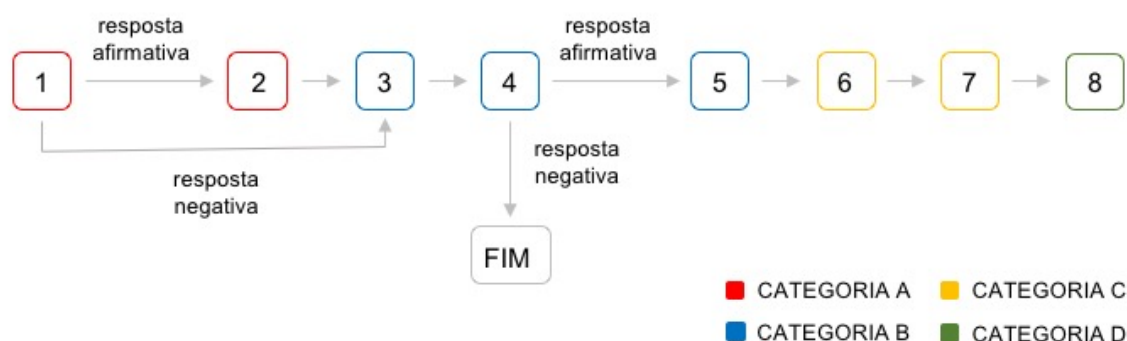 resposta
afirmativa
resposta
afirmativa
1
2
3
4
5
6
7
8
resposta
negativa
resposta
negativa
FIM
CATEGORIA A
CATEGORIA C
CATEGORIA B
CATEGORIA D